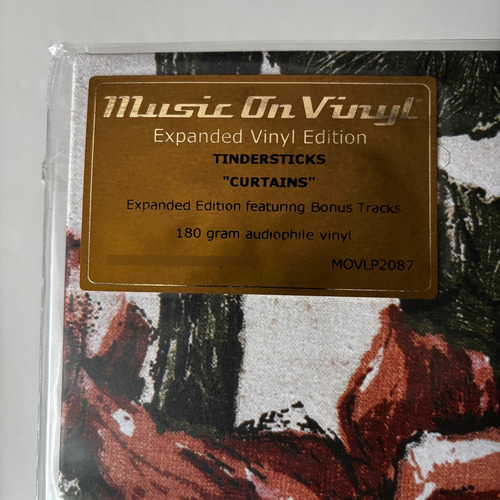 Music On Vinyl
Expanded Vinyl Edition
TINDERSTICKS
"CURTAINS"
Expanded Edition featuring Bonus Tracks
180 gram audiophile vinyl
MOVLP2087